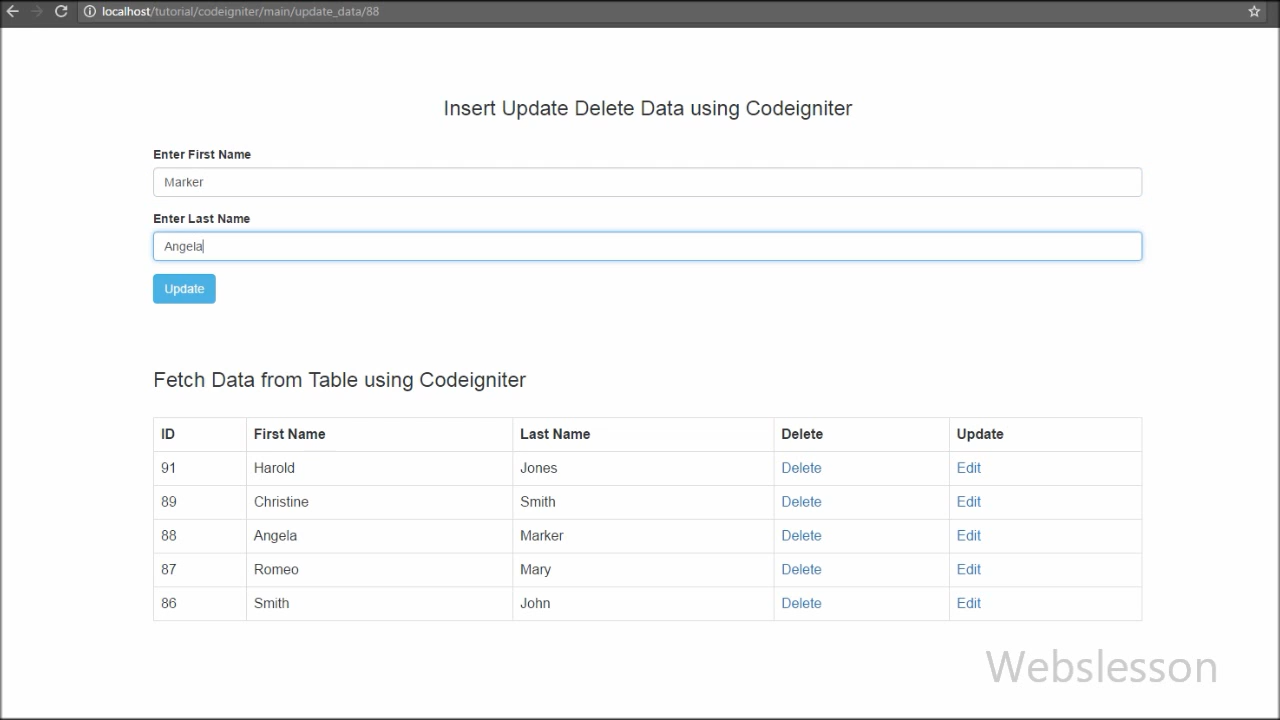 localhost/tutorial/codeigniter/main/update_data/88
Insert Update Delete Data using Codeigniter
Enter First Name
Marker
Enter Last Name
Angela
Update
Fetch Data from Table using Codeigniter
ID First Name Last Name Delete Update
91 Harold Jones Delete Edit
89 Christine Smith Delete Edit
88 Angela Marker Delete Edit
87 Romeo Mary Delete Edit
86 Smith John Delete Edit
Webslesson